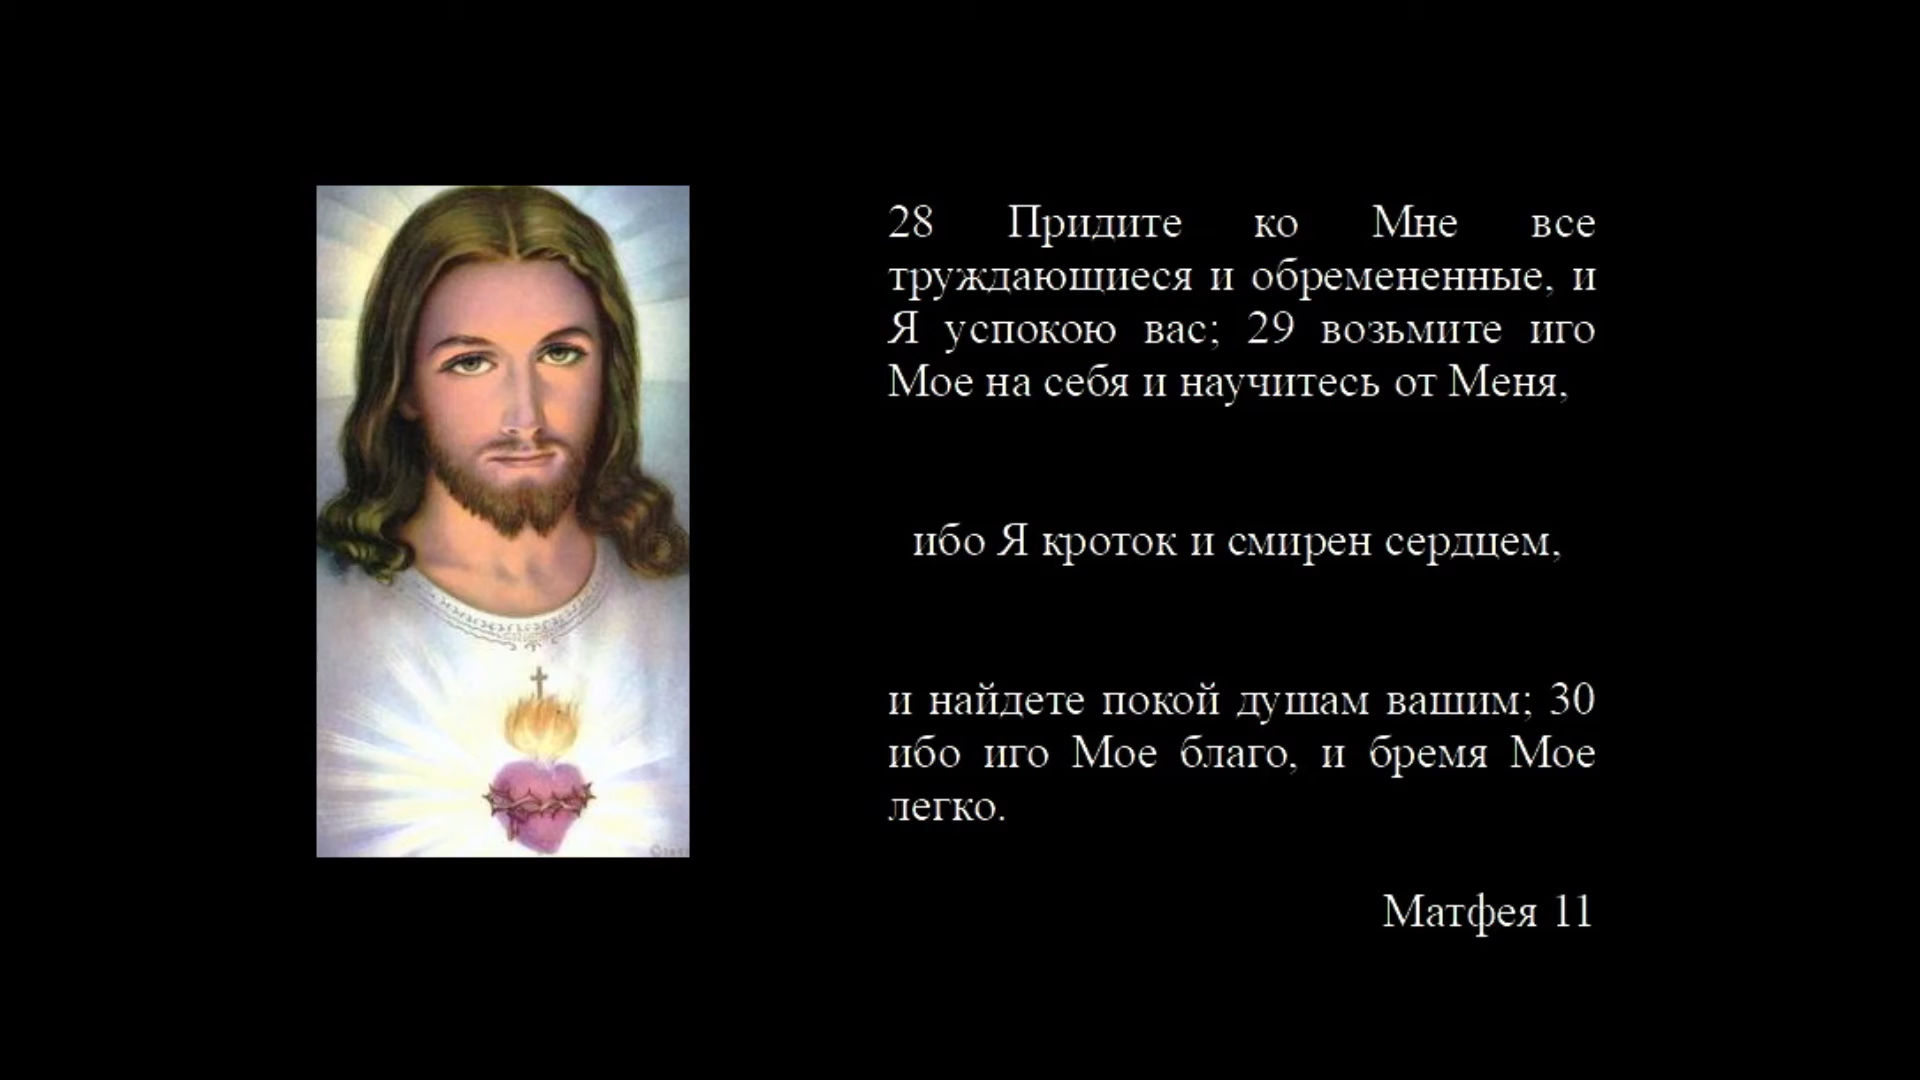 28 Придите ко Мне все
труждающиеся и обремененные, и
Я успокою вас; 29 возьмите иго
Мое на себя и научитесь от Меня,
ибо Я кроток и смирен сердцем,
и найдете покой душам вашим; 30
ибо иго Мое благо, и бремя Мое
легко.
Матфея 11